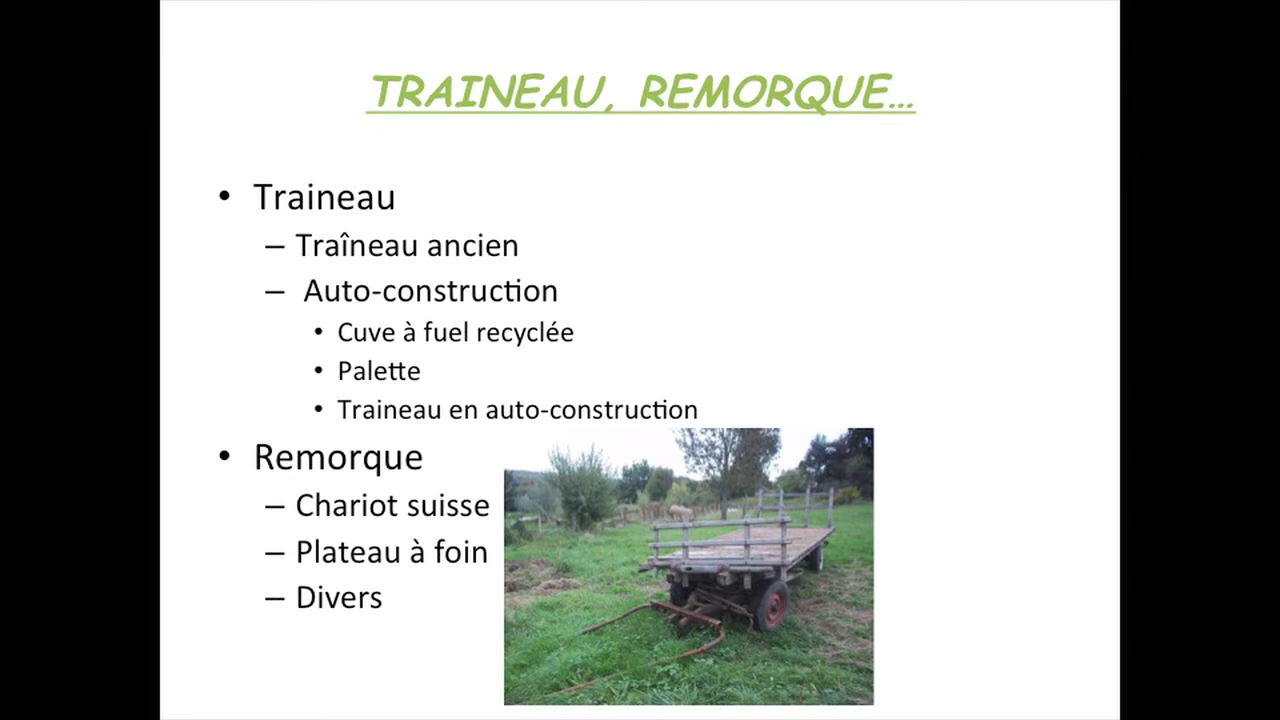 TRAINEAU, REMORQUE…
• Traineau
– Traîneau ancien
– Auto-construction
• Cuve à fuel recyclée
• Palette
• Traineau en auto-construction
• Remorque
– Chariot suisse
– Plateau à foin
– Divers